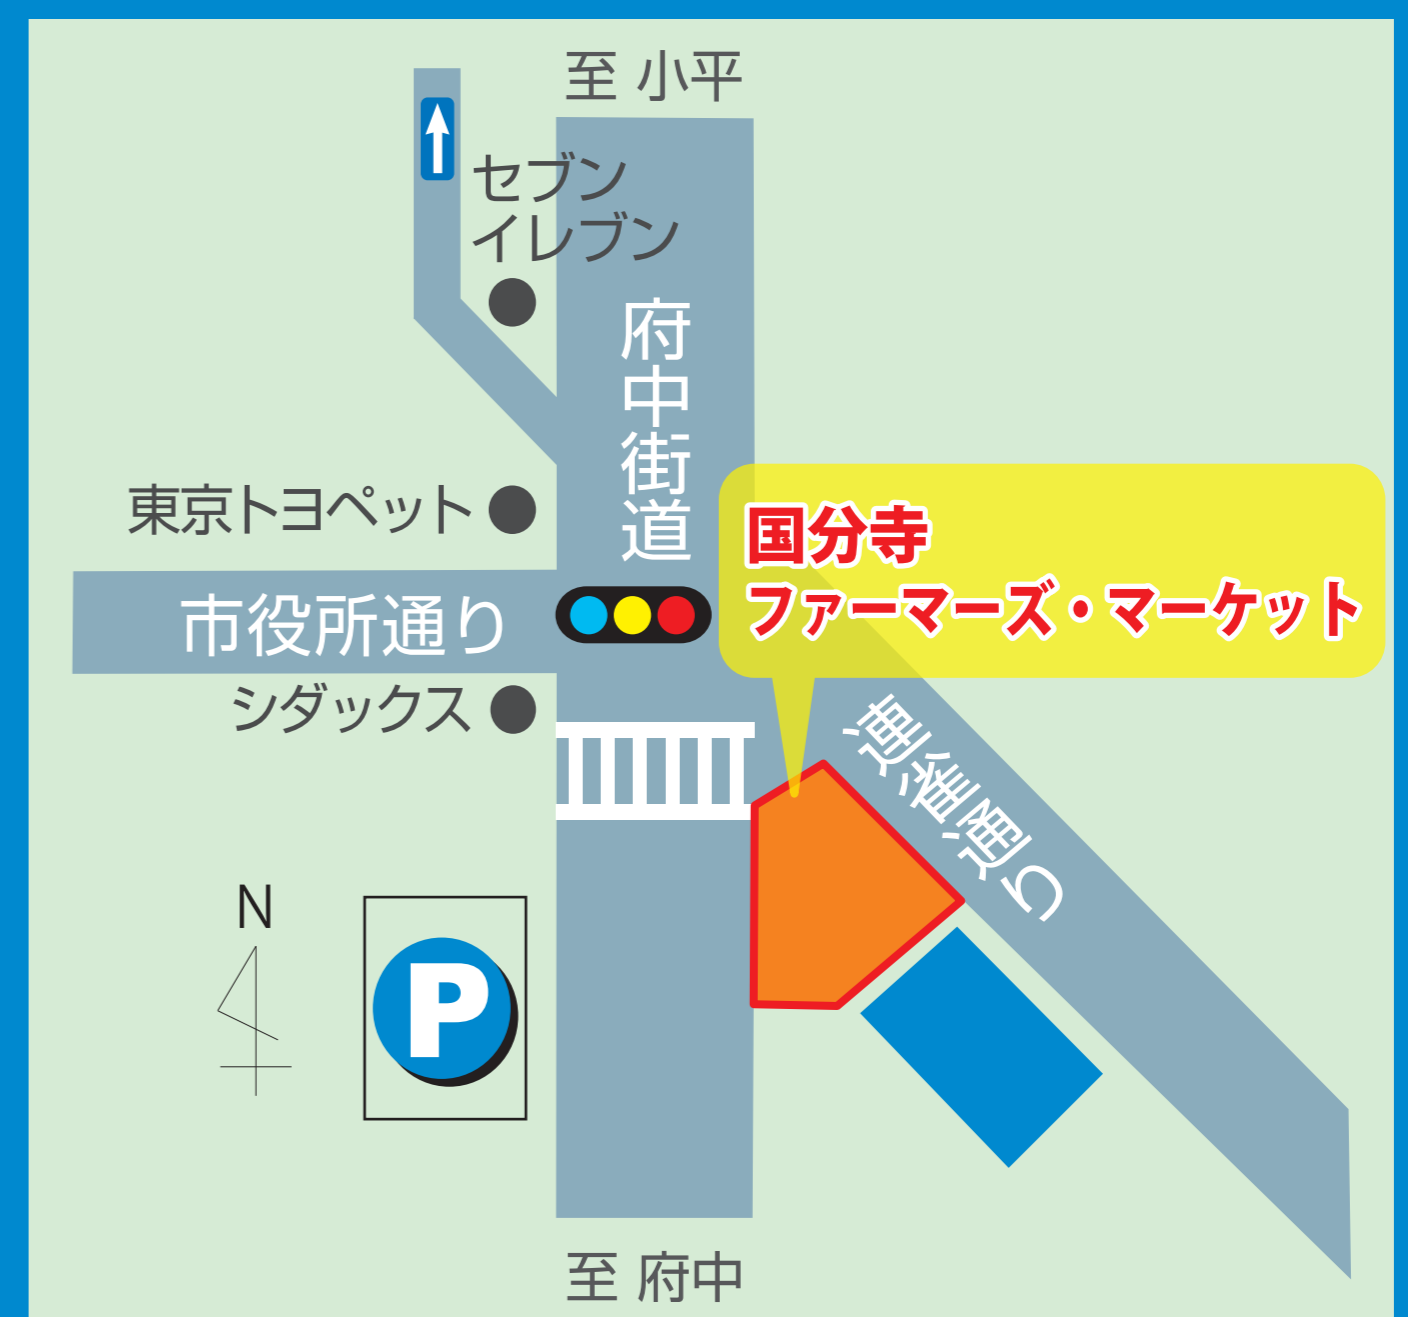 至 小平
セブン
イレブン
府中街道
東京トヨペット
国分寺
ファーマーズ・マーケット
市役所通り
シダックス
連雀通り
N
P
至 府中